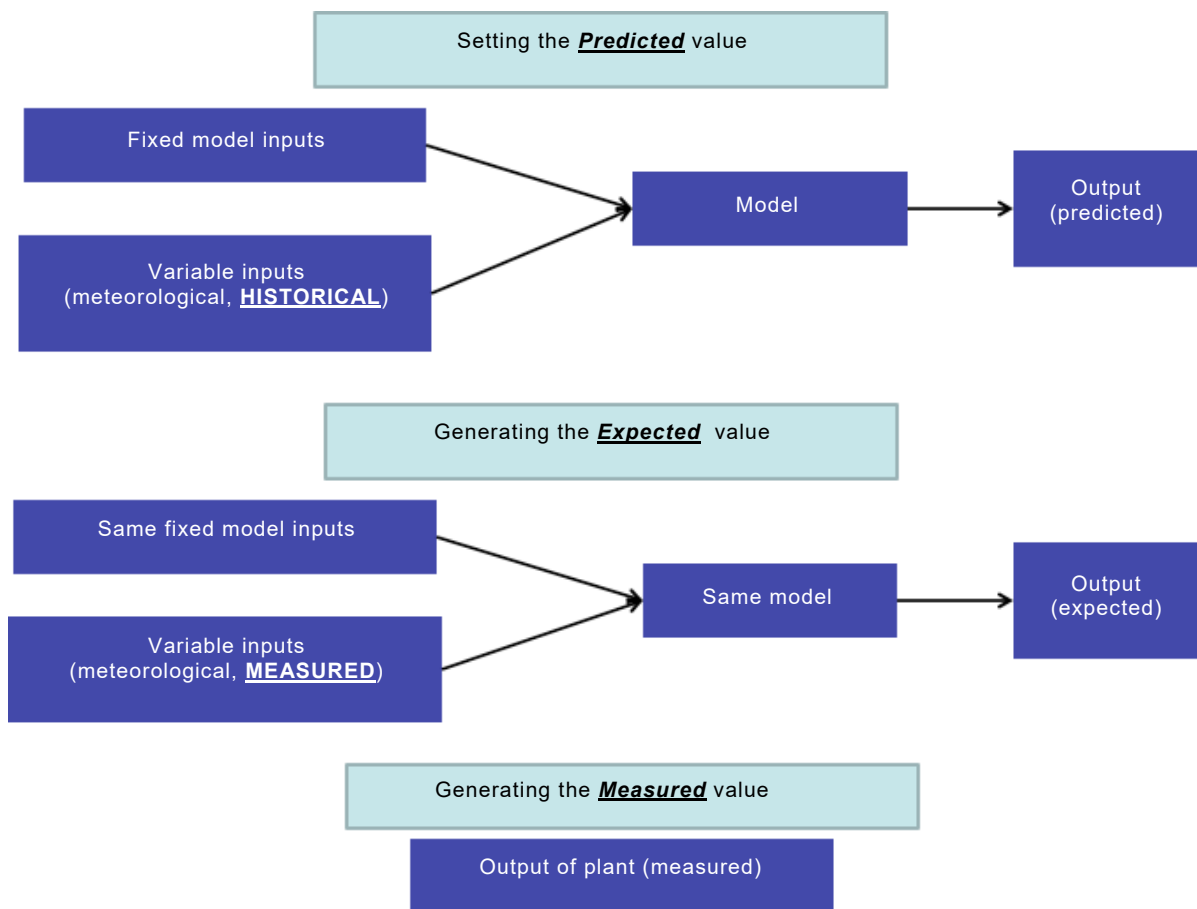 Setting the Predicted value
Fixed model inputs
Model
Output
(predicted)
Variable inputs
(meteorological, HISTORICAL)
Generating the Expected value
Same fixed model inputs
Same model
Output
(expected)
Variable inputs
(meteorological, MEASURED)
Generating the Measured value
Output of plant (measured)